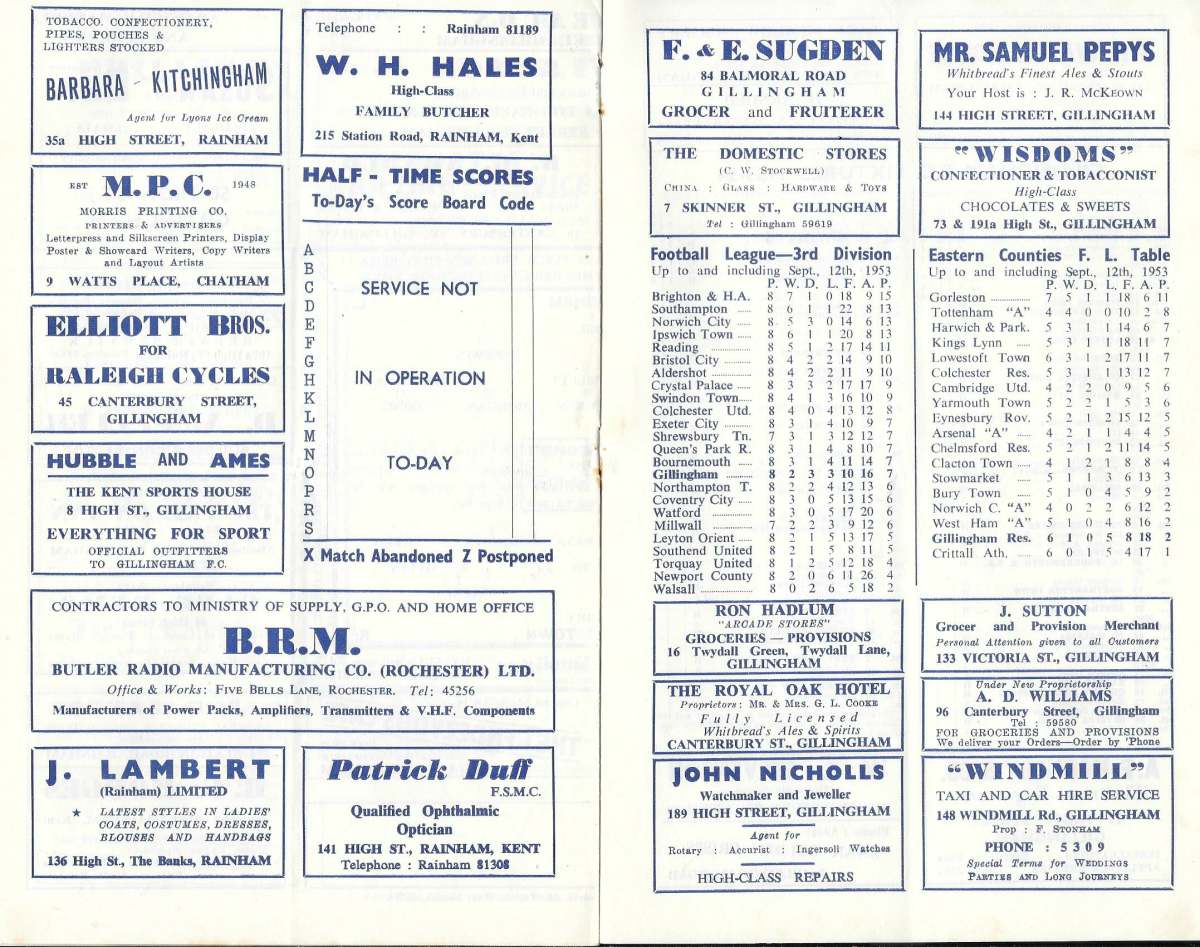 TOBACCO. CONFECTIONERY,
PIPES, POUCHES &
LIGHTERS STOCKED
BARBARA - KITCHINGHAM
Agent for Lyons Ice Cream
35a HIGH STREET, RAINHAM
Telephone : : Rainham 81189
W. H. HALES
High-Class
FAMILY BUTCHER
215 Station Road, RAINHAM, Kent
EST M.P.C. 1948
MORRIS PRINTING CO.
PRINTERS & ADVERTISERS
Letterpress and Silkscreen Printers, Display
Poster & Showcard Writers, Copy Writers
and Layout Artists
9 WATTS PLACE, CHATHAM
ELLIOTT BROS.
FOR
RALEIGH CYCLES
45 CANTERBURY STREET,
GILLINGHAM
HUBBLE AND AMES
THE KENT SPORTS HOUSE
8 HIGH ST., GILLINGHAM
EVERYTHING FOR SPORT
OFFICIAL OUTFITTERS
TO GILLINGHAM F.C.
HALF - TIME SCORES
To-Day's Score Board Code
A
B
C
D
E
F
G
H
K
L
M
N
O
P
R
S
SERVICE NOT
IN OPERATION
TO-DAY
X Match Abandoned Z Postponed
CONTRACTORS TO MINISTRY OF SUPPLY, G.P.O. AND HOME OFFICE
B.R.M.
BUTLER RADIO MANUFACTURING CO. (ROCHESTER) LTD.
Office & Works: FIVE BELLS LANE, ROCHESTER. Tel: 45256
Manufacturers of Power Packs, Amplifiers, Transmitters & V.H.F. Components
J. LAMBERT
(Rainham) LIMITED
★ LATEST STYLES IN LADIES'
COATS, COSTUMES, DRESSES,
BLOUSES AND HANDBAGS
136 High St., The Banks, RAINHAM
Patrick Duff
F.S.M.C.
Qualified Ophthalmic
Optician
141 HIGH ST., RAINHAM, KENT
Telephone : Rainham 81308
F. & E. SUGDEN
84 BALMORAL ROAD
GILLINGHAM
GROCER and FRUITERER
MR. SAMUEL PEPYS
Whitbread's Finest Ales & Stouts
Your Host is : J. R. McKEOWN
144 HIGH STREET, GILLINGHAM
THE DOMESTIC STORES
(C. W. STOCKWELL)
CHINA : GLASS : HARDWARE & TOYS
7 SKINNER ST., GILLINGHAM
Tel : Gillingham 59619
"WISDOMS"
CONFECTIONER & TOBACCONIST
High-Class
CHOCOLATES & SWEETS
73 & 191a High St., GILLINGHAM
Football League—3rd Division
Up to and including Sept., 12th, 1953
P. W. D. L. F. A. P.
Brighton & H.A. 8 7 1 0 18 9 15
Southampton ..... 8 6 1 1 22 8 13
Norwich City ..... 8 5 3 0 14 6 13
Ipswich Town ..... 8 6 1 1 20 8 13
Reading ............ 8 5 1 2 17 14 11
Bristol City ...... 8 4 2 2 14 9 10
Aldershot ......... 8 4 2 2 11 9 10
Crystal Palace ..... 8 3 3 2 17 17 9
Swindon Town..... 8 4 1 3 16 10 9
Colchester Utd. 8 4 0 4 13 12 8
Exeter City ...... 8 3 1 4 10 9 7
Shrewsbury Tn. 7 3 1 3 12 12 7
Queen's Park R. 8 3 1 4 8 10 7
Bournemouth ..... 8 3 1 4 11 14 7
Gillingham ......... 8 2 3 3 10 16 7
Northampton T. 8 2 2 4 12 13 6
Coventry City ..... 8 3 0 5 13 15 6
Watford ............ 8 3 0 5 17 20 6
Millwall ............ 7 2 2 3 9 12 6
Leyton Orient ..... 8 2 1 5 13 17 5
Southend United 8 2 1 5 8 11 5
Torquay United 8 1 2 5 12 18 4
Newport County 8 2 0 6 11 26 4
Walsall ............ 8 0 2 6 5 18 2
Eastern Counties F. L. Table
Up to and including Sept., 12th, 1953
P. W. D. L. F. A. P.
Gorleston ............ 7 5 1 1 18 6 11
Tottenham "A" 4 4 0 0 10 2 8
Harwich & Park. 5 3 1 1 14 6 7
Kings Lynn ..... 5 3 1 1 18 11 7
Lowestoft Town 6 3 1 2 17 11 7
Colchester Res. 5 3 1 1 13 12 7
Cambridge Utd. 4 2 2 0 9 5 6
Yarmouth Town 5 2 2 1 5 3 6
Eynesbury Rov. 5 2 1 2 15 12 5
Arsenal "A" ..... 4 2 1 1 4 4 5
Chelmsford Res. 5 2 1 2 11 14 5
Clacton Town ..... 4 1 2 1 8 8 4
Stowmarket ..... 5 1 1 3 6 13 3
Bury Town ..... 5 1 0 4 5 9 2
Norwich C. "A" 4 0 2 2 6 12 2
West Ham "A" 5 1 0 4 8 16 2
Gillingham Res. 6 1 0 5 8 18 2
Crittall Ath. ..... 6 0 1 5 4 17 1
RON HADLUM
"ARCADE STORES"
GROCERIES — PROVISIONS
16 Twydall Green, Twydall Lane,
GILLINGHAM
J. SUTTON
Grocer and Provision Merchant
Personal Attention given to all Customers
133 VICTORIA ST., GILLINGHAM
THE ROYAL OAK HOTEL
Proprietors: MR. & MRS. G. L. COOKE
Fully Licensed
Whitbread's Ales & Spirits
CANTERBURY ST., GILLINGHAM
Under New Proprietorship
A. D. WILLIAMS
96 Canterbury Street, Gillingham
Tel : 59580
FOR GROCERIES AND PROVISIONS
We deliver your Orders—Order by 'Phone
JOHN NICHOLLS
Watchmaker and Jeweller
189 HIGH STREET, GILLINGHAM
Agent for
Rotary : Accurist : Ingersoll Watches
HIGH-CLASS REPAIRS
"WINDMILL"
TAXI AND CAR HIRE SERVICE
148 WINDMILL Rd., GILLINGHAM
Prop : F. STONHAM
PHONE : 5309
Special Terms for WEDDINGS
PARTIES AND LONG JOURNEYS